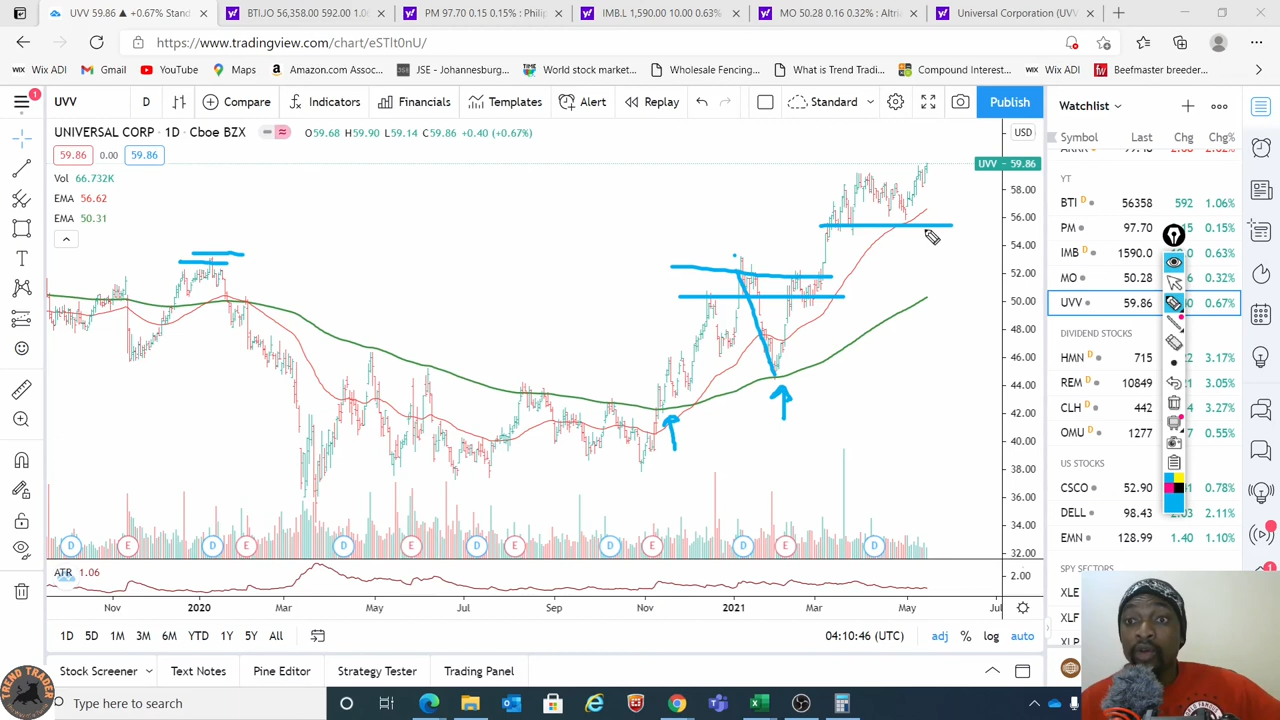 UVV 59.86 ▲ +0.67% Stand
BTI.JO 56,358.00 592.00 1.0
PM 97.70 0.15 0.15% : Philip
IMB.L 1,590.00 10.00 0.63%
MO 50.28 0.16 0.32% : Altria
Universal Corporation (UVV
https://www.tradingview.com/chart/eSTIt0nU/
Wix ADI
Gmail
YouTube
Maps
Amazon.com Assoc...
JSE - Johannesburg...
World stock market...
Wholesale Fencing...
What is Trend Tradi...
Compound Interest...
Wix ADI
Beefmaster breeder...
UVV
D
Compare
Indicators
Financials
Templates
Alert
Replay
Standard
Publish
UNIVERSAL CORP · 1D · Cboe BZX
O59.68 H59.90 L59.14 C59.86 +0.40 (+0.67%)
USD
59.86 0.00 59.86
Vol 66.732K
EMA 56.62
EMA 50.31
UVV 59.86
58.00
56.00
54.00
52.00
50.00
48.00
46.00
44.00
42.00
40.00
38.00
36.00
34.00
32.00
D E D E D E D E D E D E D
ATR 1.06
2.00
Nov 2020 Mar May Jul Sep Nov 2021 Mar May Jul
1D 5D 1M 3M 6M YTD 1Y 5Y All
04:10:46 (UTC)
adj % log auto
Stock Screener
Text Notes
Pine Editor
Strategy Tester
Trading Panel
Watchlist
Symbol Last Chg Chg%
YT
BTI D 56358 592 1.06%
PM 97.70 15 0.15%
IMB D 1590.0 0.63%
MO 50.28 6 0.32%
UVV 59.86 0.67%
DIVIDEND STOCKS
HMN D 715 22 3.17%
REM D 10849 3.05%
CLH D 442 3.27%
OMU D 1277 0.55%
US STOCKS
CSCO 52.90 0.78%
DELL 98.43 2.11%
EMN 128.99 1.40 1.10%
SPY SECTORS
XLE
XLF
TREND TRADER
Type here to search